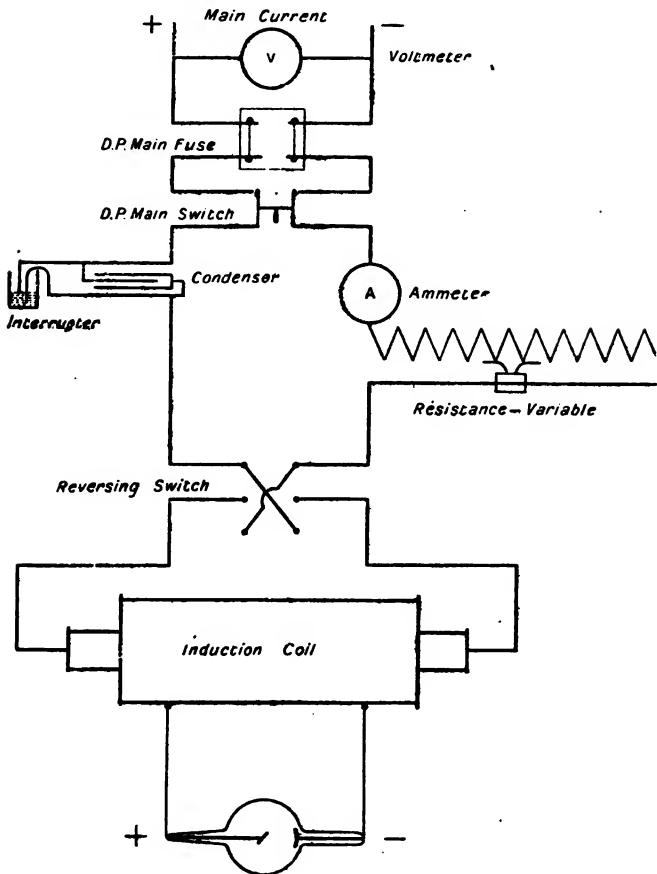 Main Current
+ −
V
Voltmeter
D.P. Main Fuse
D.P. Main Switch
Condenser
A
Ammeter
Interrupter
Résistance – Variable
Reversing Switch
Induction Coil
+ −